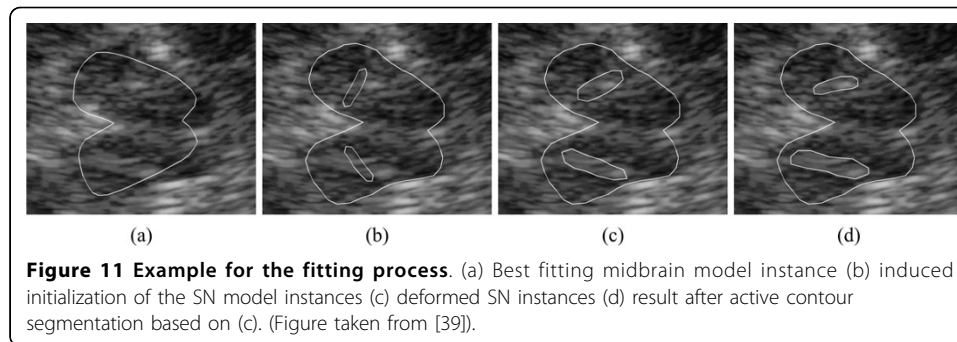 (a) (b) (c) (d)
Figure 11 Example for the fitting process. (a) Best fitting midbrain model instance (b) induced
initialization of the SN model instances (c) deformed SN instances (d) result after active contour
segmentation based on (c). (Figure taken from [39]).